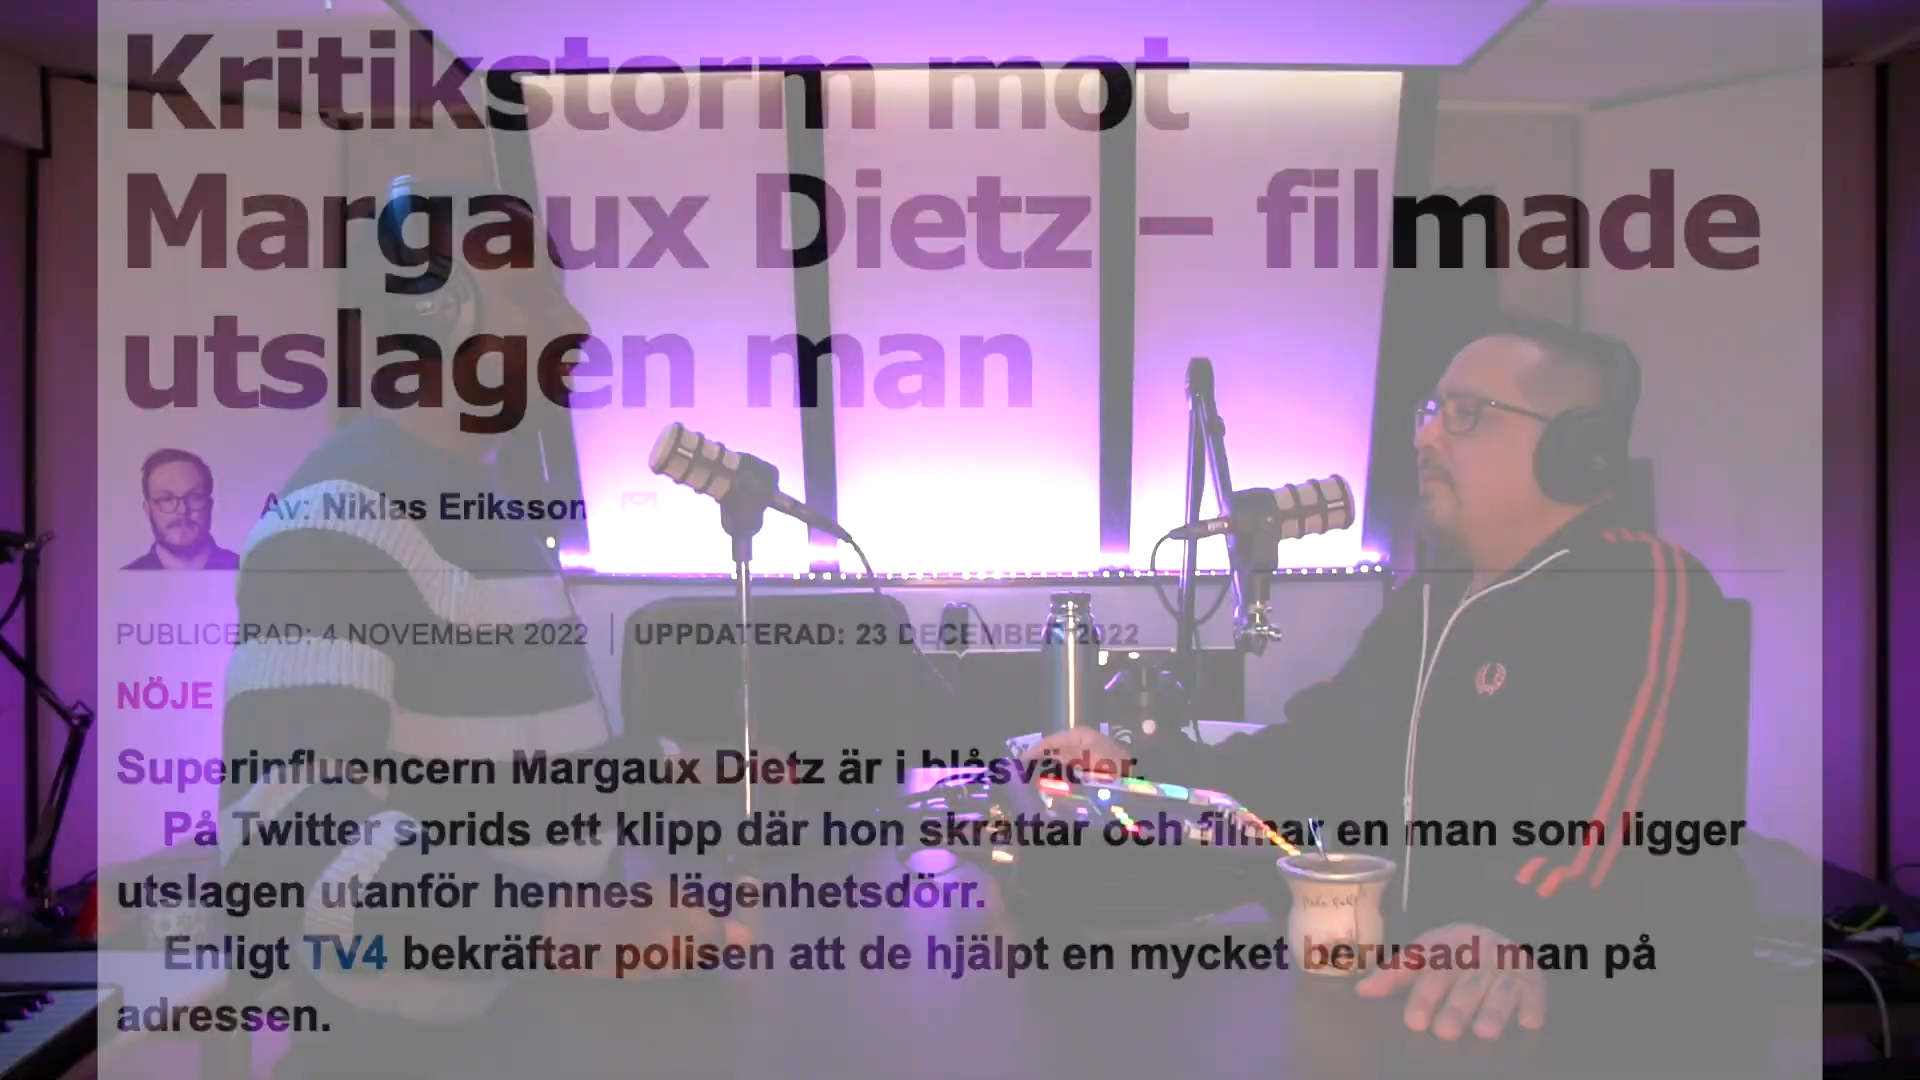 Kritikstorm mot
Margaux Dietz – filmade
utslagen man
Av: Niklas Eriksson
PUBLICERAD: 4 NOVEMBER 2022 | UPPDATERAD: 23 DECEMBER 2022
NÖJE
Superinfluencern Margaux Dietz är i blåsväder.
På Twitter sprids ett klipp där hon skrattar och filmar en man som ligger
utslagen utanför hennes lägenhetsdörr.
Enligt TV4 bekräftar polisen att de hjälpt en mycket berusad man på
adressen.